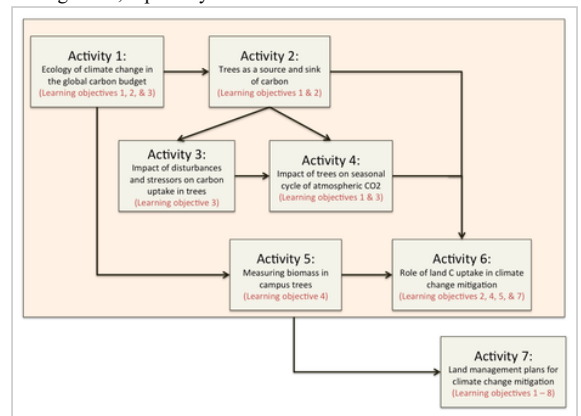 Activity 1:
Ecology of climate change in
the global carbon budget
(Learning objectives 1, 2, & 3)
Activity 2:
Trees as a source and sink
of carbon
(Learning objectives 1 & 2)
Activity 3:
Impact of disturbances
and stressors on carbon
uptake in trees
(Learning objective 3)
Activity 4:
Impact of trees on seasonal
cycle of atmospheric CO2
(Learning objectives 1 & 3)
Activity 5:
Measuring biomass in
campus trees
(Learning objective 4)
Activity 6:
Role of land C uptake in climate
change mitigation
(Learning objectives 2, 4, 5, & 7)
Activity 7:
Land management plans for
climate change mitigation
(Learning objectives 1 – 8)